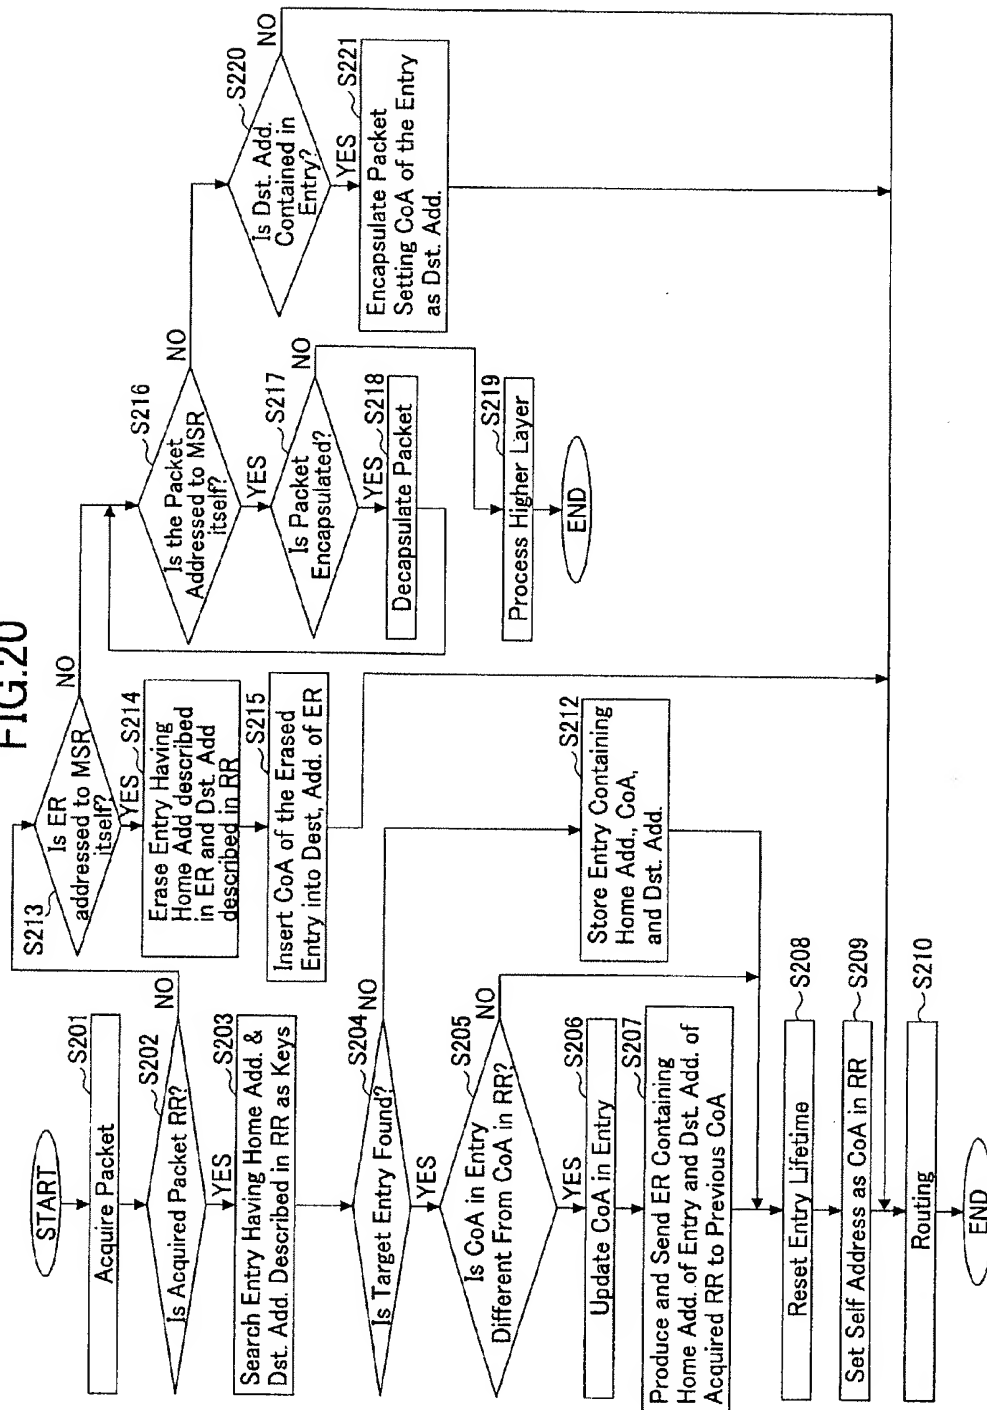 FIG.20
START
S201
Acquire Packet
S202
Is Acquired Packet RR?
NO
YES
S203
Search Entry Having Home Add. &
Dst. Add. Described in RR as Keys
S204
Is Target Entry Found?
NO
YES
S205
Is CoA in Entry
Different From CoA in RR?
NO
YES
S206
Update CoA in Entry
S207
Produce and Send ER Containing
Home Add. of Entry and Dst. Add. of
Acquired RR to Previous CoA
S208
Reset Entry Lifetime
S209
Set Self Address as CoA in RR
S210
Routing
END
S212
Store Entry Containing
Home Add., CoA,
and Dst. Add.
S213
Is ER
addressed to MSR
itself?
NO
YES
S214
Erase Entry Having
Home Add described
in ER and Dst. Add
described in RR
S215
Insert CoA of the Erased
Entry into Dest, Add. of ER
S216
Is the Packet
Addressed to MSR
itself?
NO
YES
S217
Is Packet
Encapsulated?
NO
YES
S218
Decapsulate Packet
S219
Process Higher Layer
END
S220
Is Dst. Add.
Contained in
Entry?
NO
YES
S221
Encapsulate Packet
Setting CoA of the Entry
as Dst. Add.